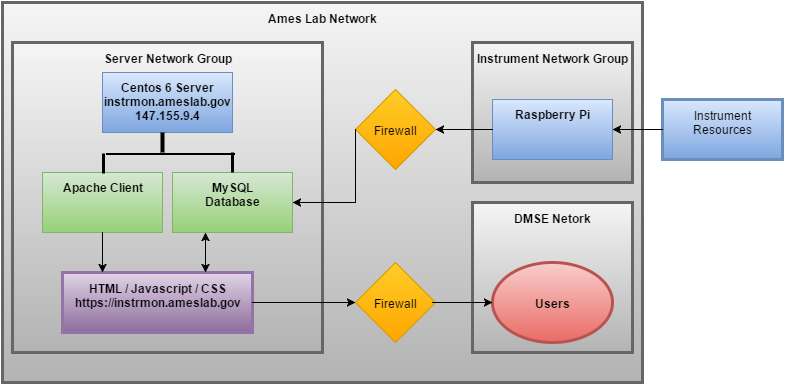 Ames Lab Network
Server Network Group
Centos 6 Server
instrmon.ameslab.gov
147.155.9.4
Apache Client
MySQL
Database
HTML / Javascript / CSS
https://instrmon.ameslab.gov
Firewall
Firewall
Instrument Network Group
Raspberry Pi
Instrument
Resources
DMSE Netork
Users